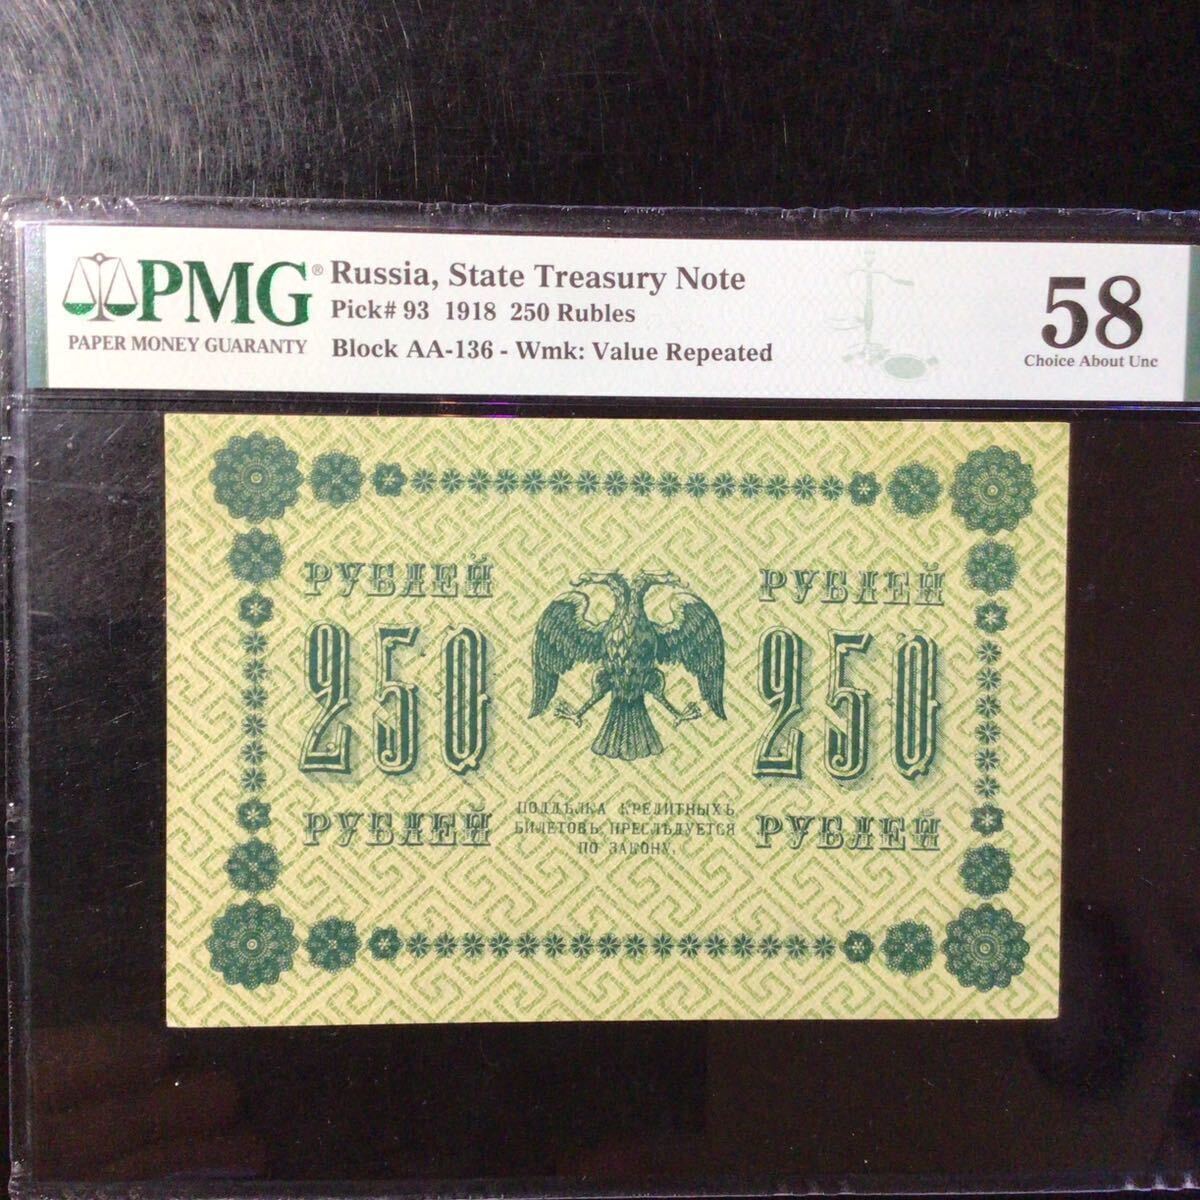 PMG®
PAPER MONEY GUARANTY
Russia, State Treasury Note
Pick# 93 1918 250 Rubles
Block AA-136 - Wmk: Value Repeated
58
Choice About Unc
РУБЛЕЙ
250
РУБЛЕЙ
ПОДДѢЛКА КРЕДИТНЫХЪ
БИЛЕТОВЪ ПРЕСЛѢДУЕТСЯ
ПО ЗАКОНУ.
РУБЛЕЙ
250
РУБЛЕЙ